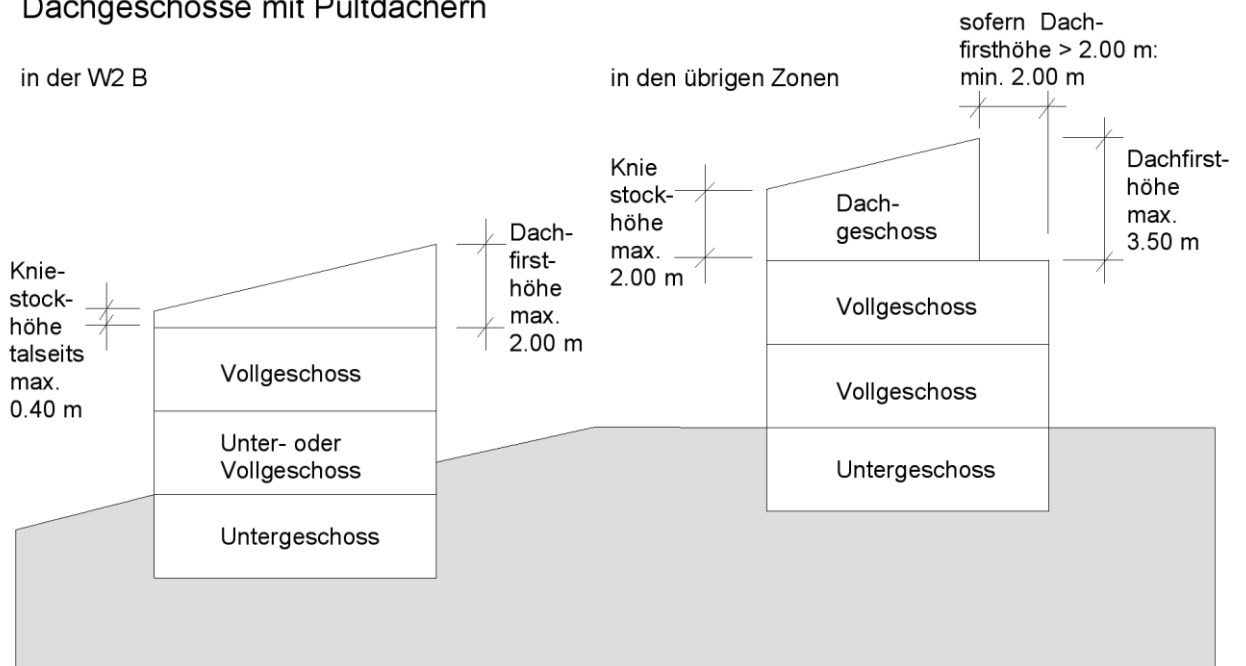 Dachgeschosse mit Pultdächern
in der W2 B
Knie-
stock-
höhe
talseits
max.
0.40 m
Dach-
first-
höhe
max.
2.00 m
Vollgeschoss
Unter- oder
Vollgeschoss
Untergeschoss
in den übrigen Zonen
sofern Dach-
firsthöhe > 2.00 m:
min. 2.00 m
Knie
stock-
höhe
max.
2.00 m
Dach-
geschoss
Dachfirst-
höhe
max.
3.50 m
Vollgeschoss
Vollgeschoss
Untergeschoss